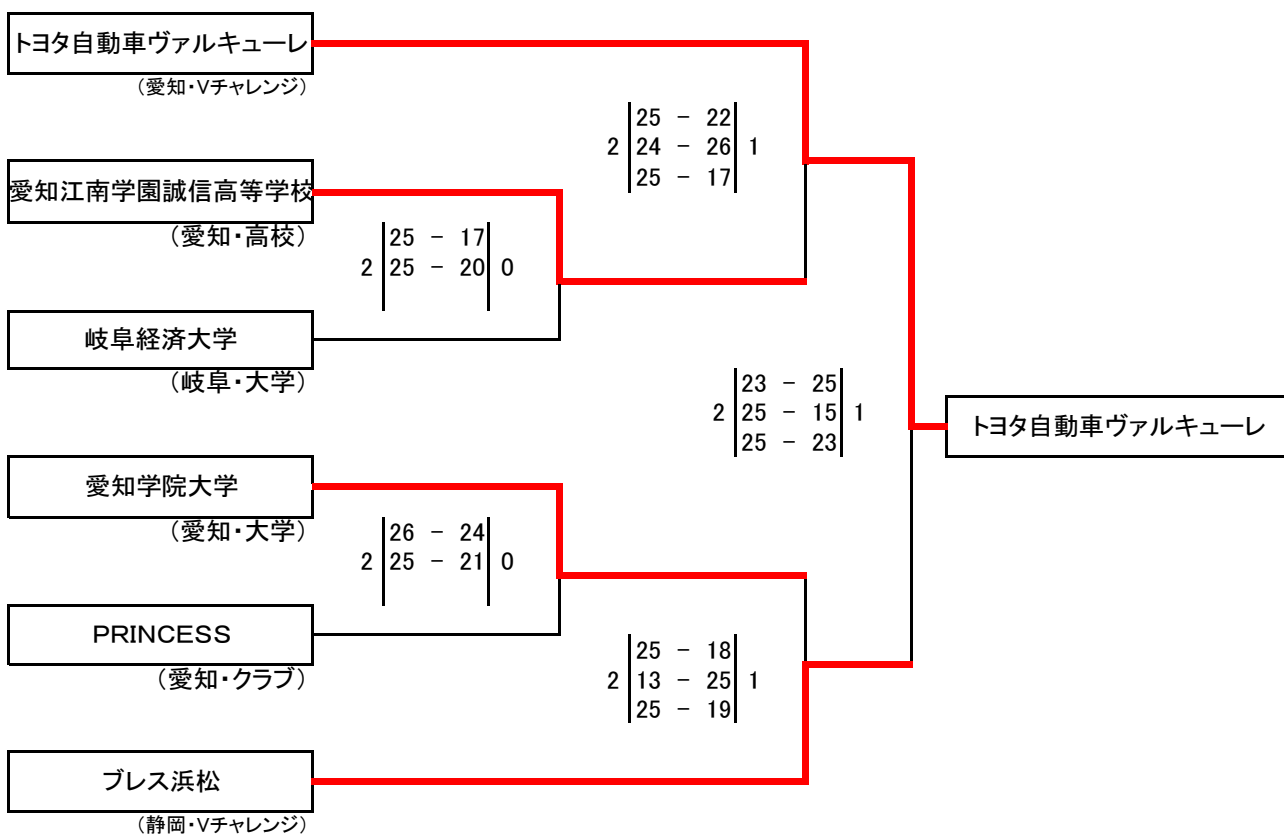 トヨタ自動車ヴァルキューレ
(愛知・Vチャレンジ)
25 - 22
2 24 - 26 1
25 - 17
愛知江南学園誠信高等学校
(愛知・高校)
25 - 17
2 25 - 20 0
岐阜経済大学
(岐阜・大学)
23 - 25
2 25 - 15 1
25 - 23
トヨタ自動車ヴァルキューレ
愛知学院大学
(愛知・大学)
26 - 24
2 25 - 21 0
PRINCESS
(愛知・クラブ)
25 - 18
2 13 - 25 1
25 - 19
ブレス浜松
(静岡・Vチャレンジ)